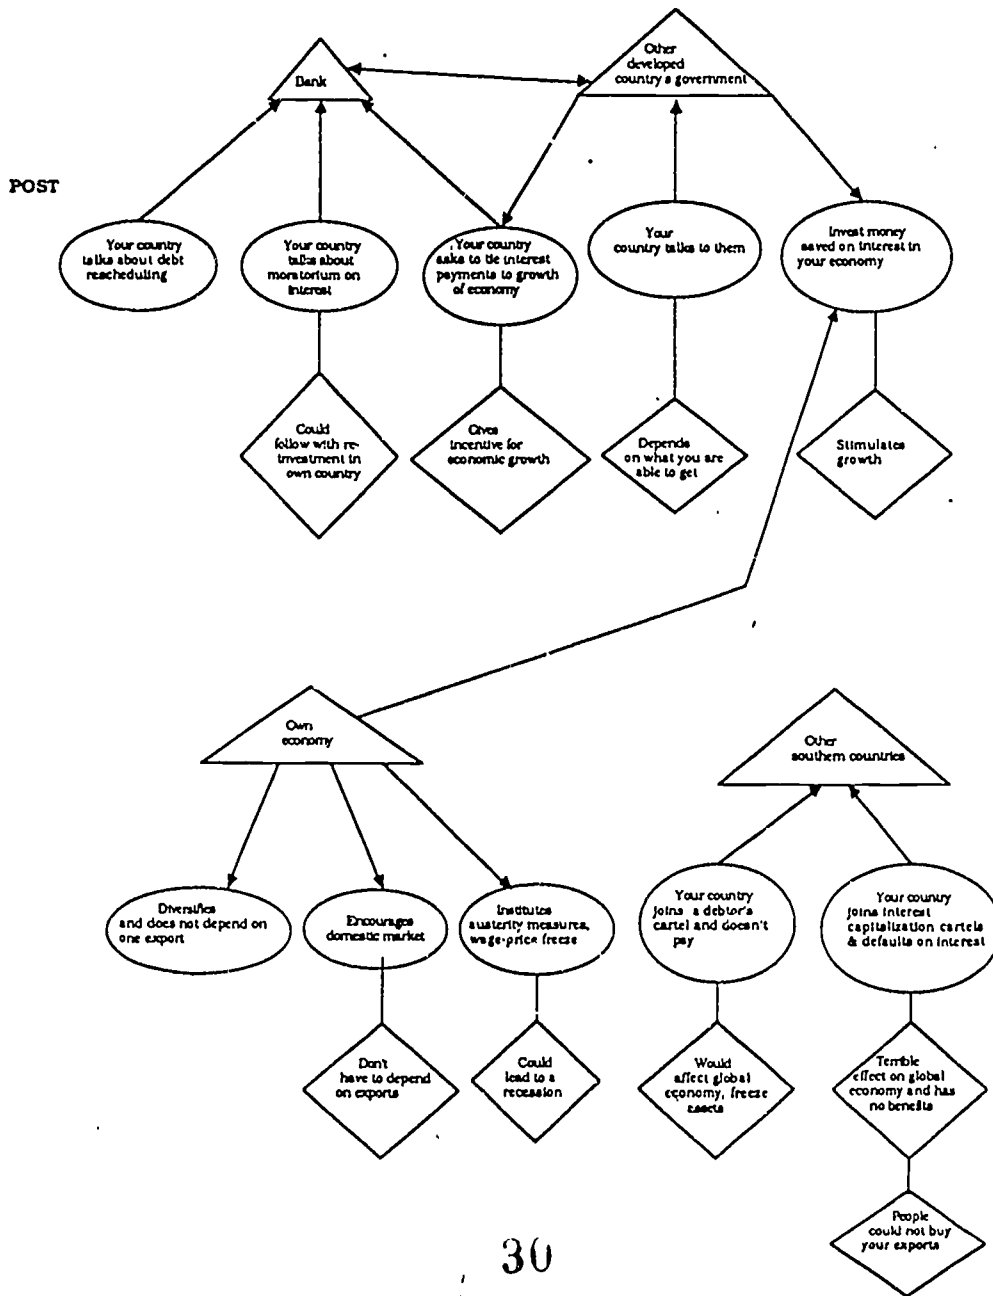 Bank
Other
developed
country s government
POST
Your country
talks about debt
rescheduling
Your country
talks about
moratorium on
interest
Your country
asks to tie interest
payments to growth
of economy
Your
country talks to them
Invest money
saved on interest in
your economy
Could
follow with re-
investment in
own country
Gives
incentive for
economic growth
Depends
on what you are
able to get
Stimulates
growth
Own
economy
Other
southern countries
Diversifies
and does not depend on
one export
Encourages
domestic market
Institutes
austerity measures,
wage-price freeze
Your country
joins a debtor's
cartel and doesn't
pay
Your country
joins interest
capitalization cartels
& defaults on interest
Don't
have to depend
on exports
Could
lead to a
recession
Would
affect global
economy, freeze
assets
Terrible
effect on global
economy and has
no benefits
People
could not buy
your exports
30